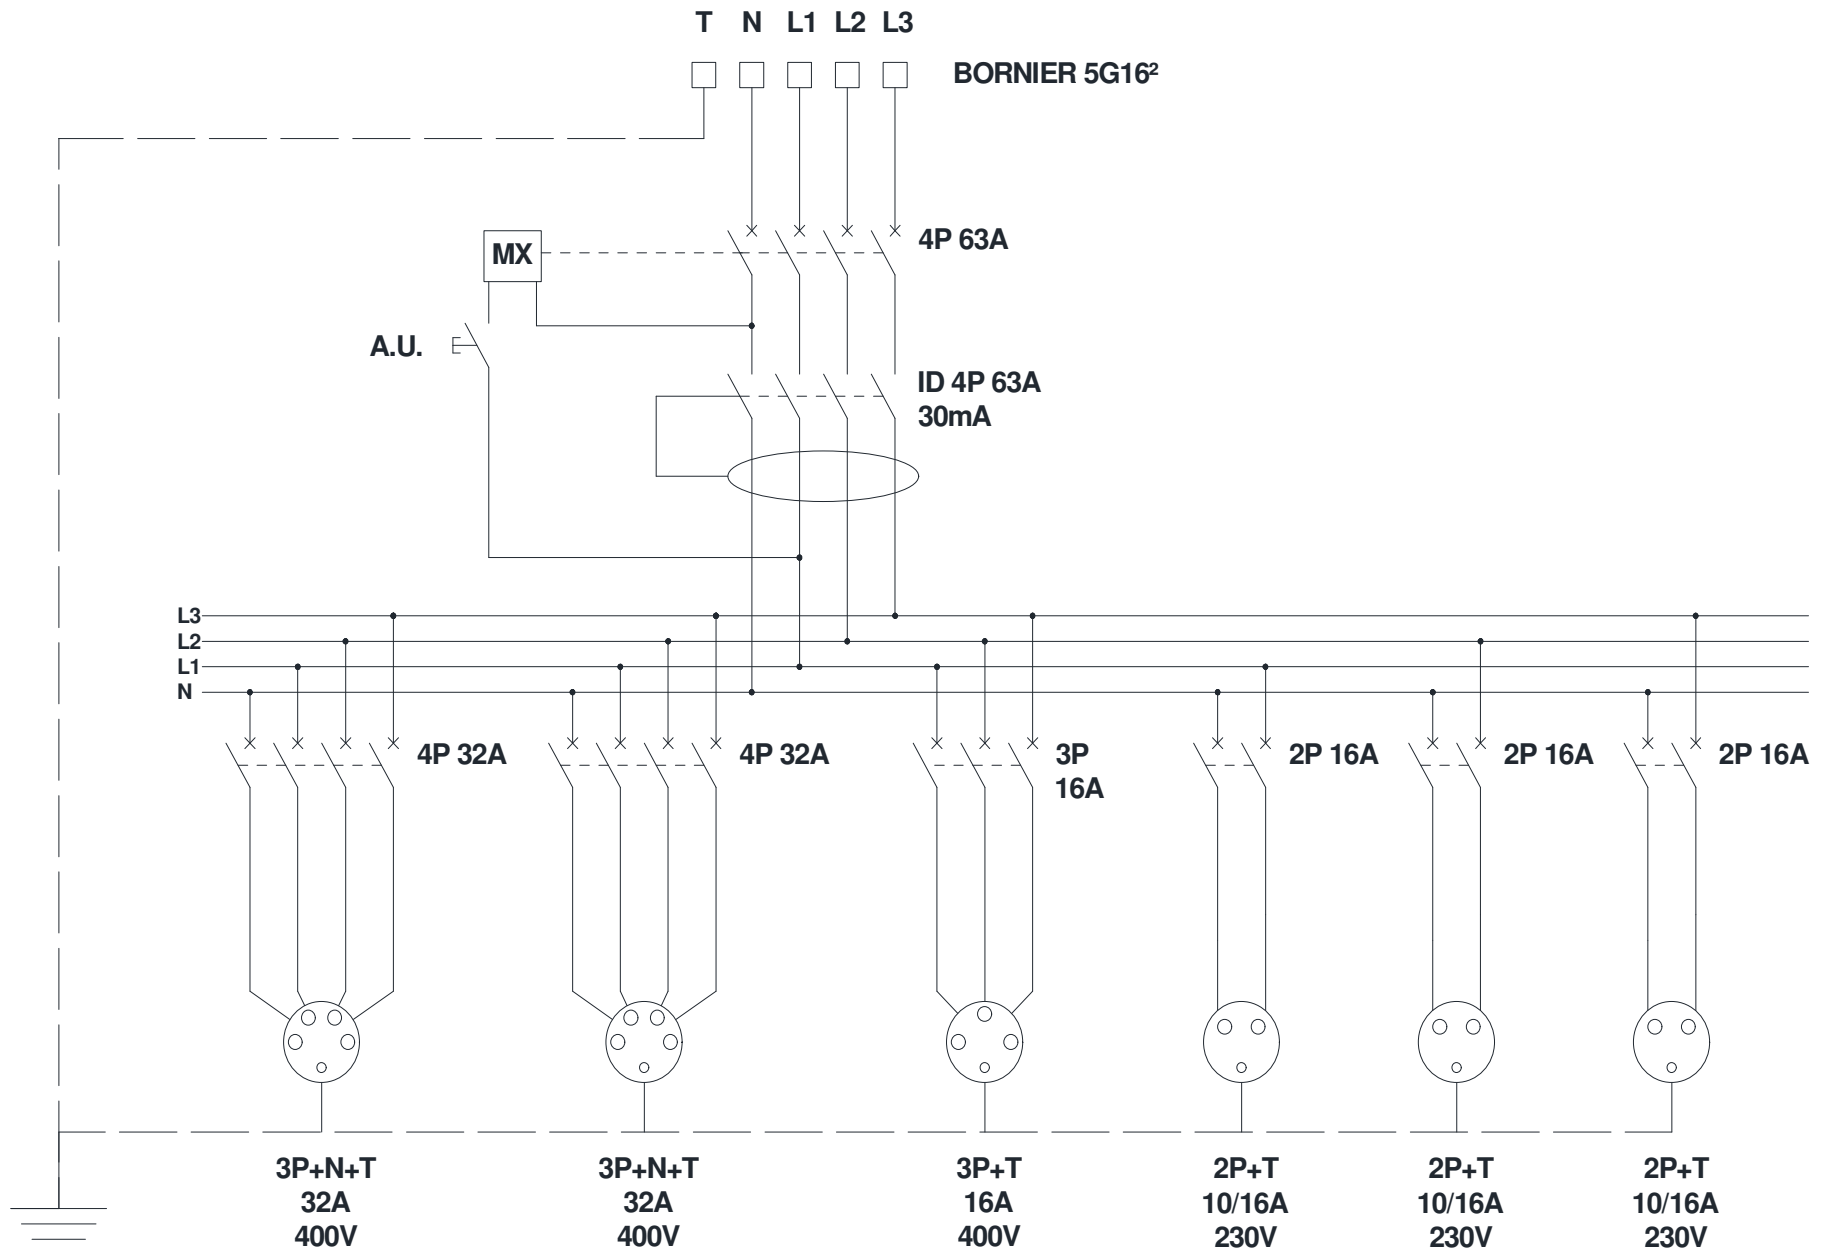 T N L1 L2 L3
BORNIER 5G16²
4P 63A
MX
A.U.
ID 4P 63A
30mA
L3
L2
L1
N
4P 32A
4P 32A
3P
16A
2P 16A
2P 16A
2P 16A
3P+N+T
32A
400V
3P+N+T
32A
400V
3P+T
16A
400V
2P+T
10/16A
230V
2P+T
10/16A
230V
2P+T
10/16A
230V